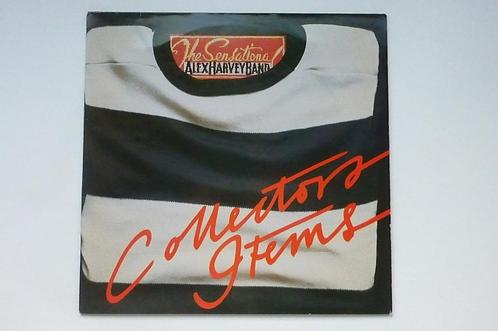 The Sensational
ALEX HARVEY BAND
Collectors
Items